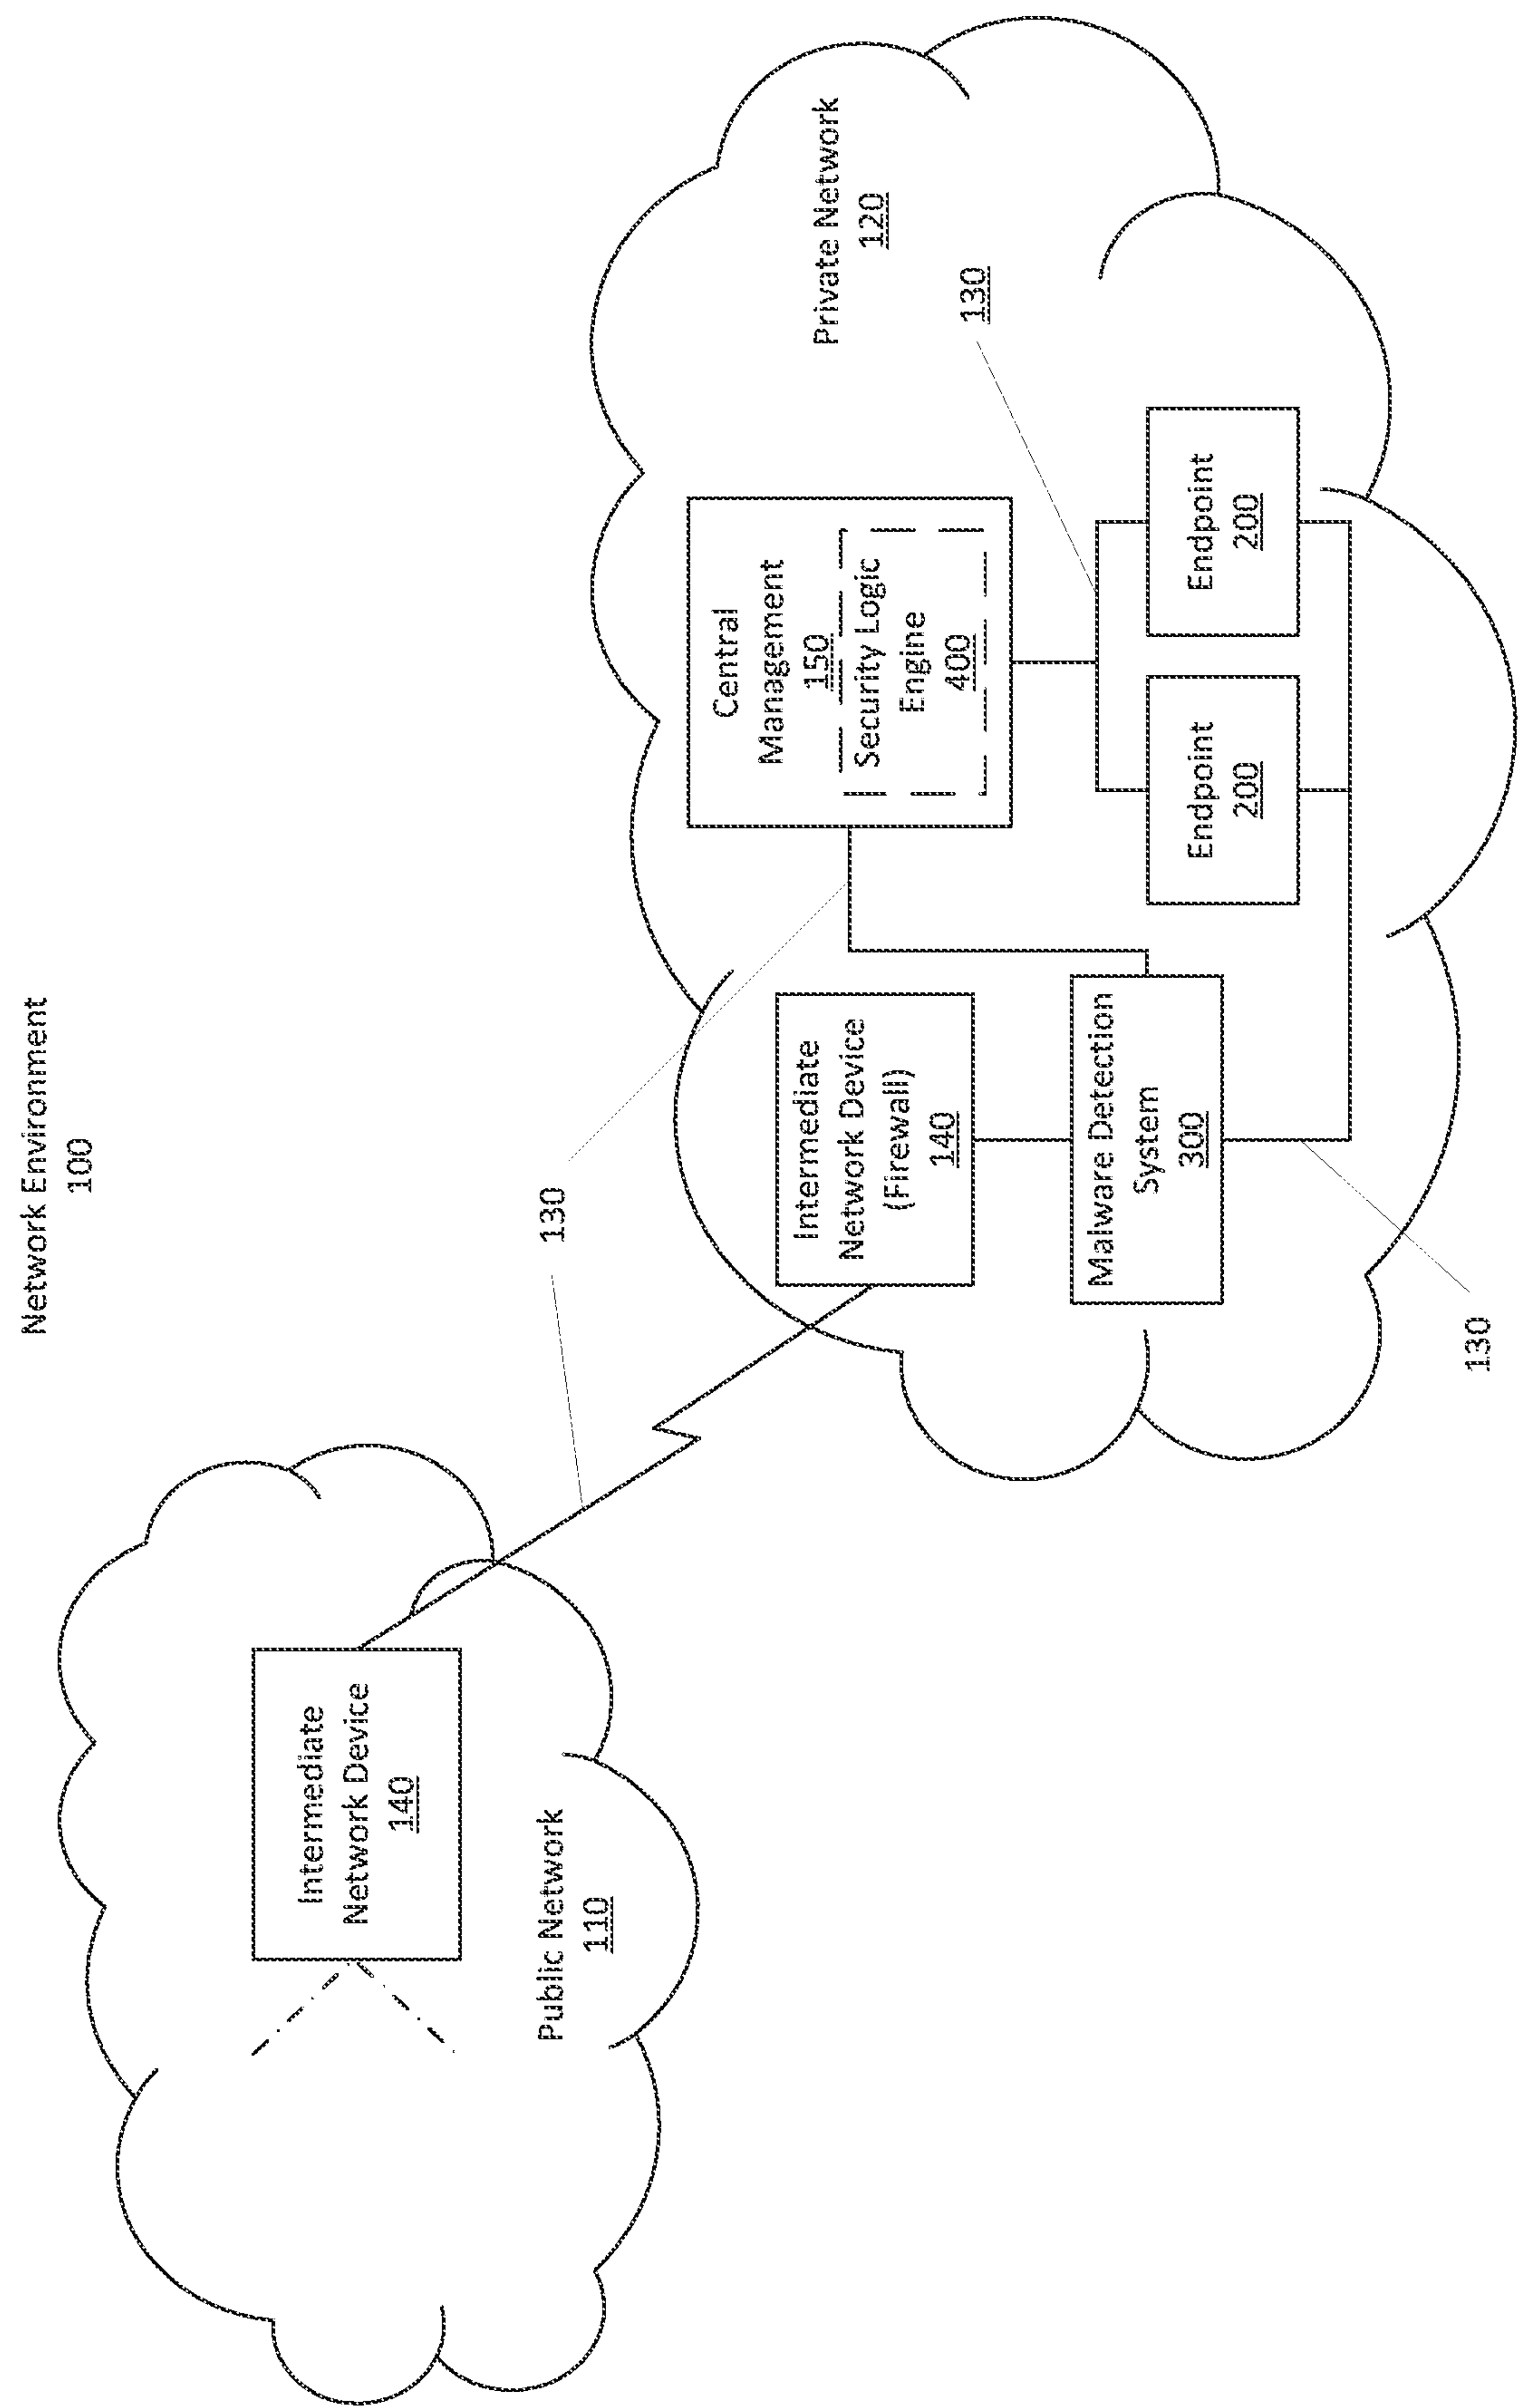 Network Environment
100
Public Network
110
Intermediate
Network Device
140
130
Private Network
120
Intermediate
Network Device
(Firewall)
140
Malware Detection
System
300
130
Central
Management
150
Security Logic
Engine
400
130
Endpoint
200
Endpoint
200